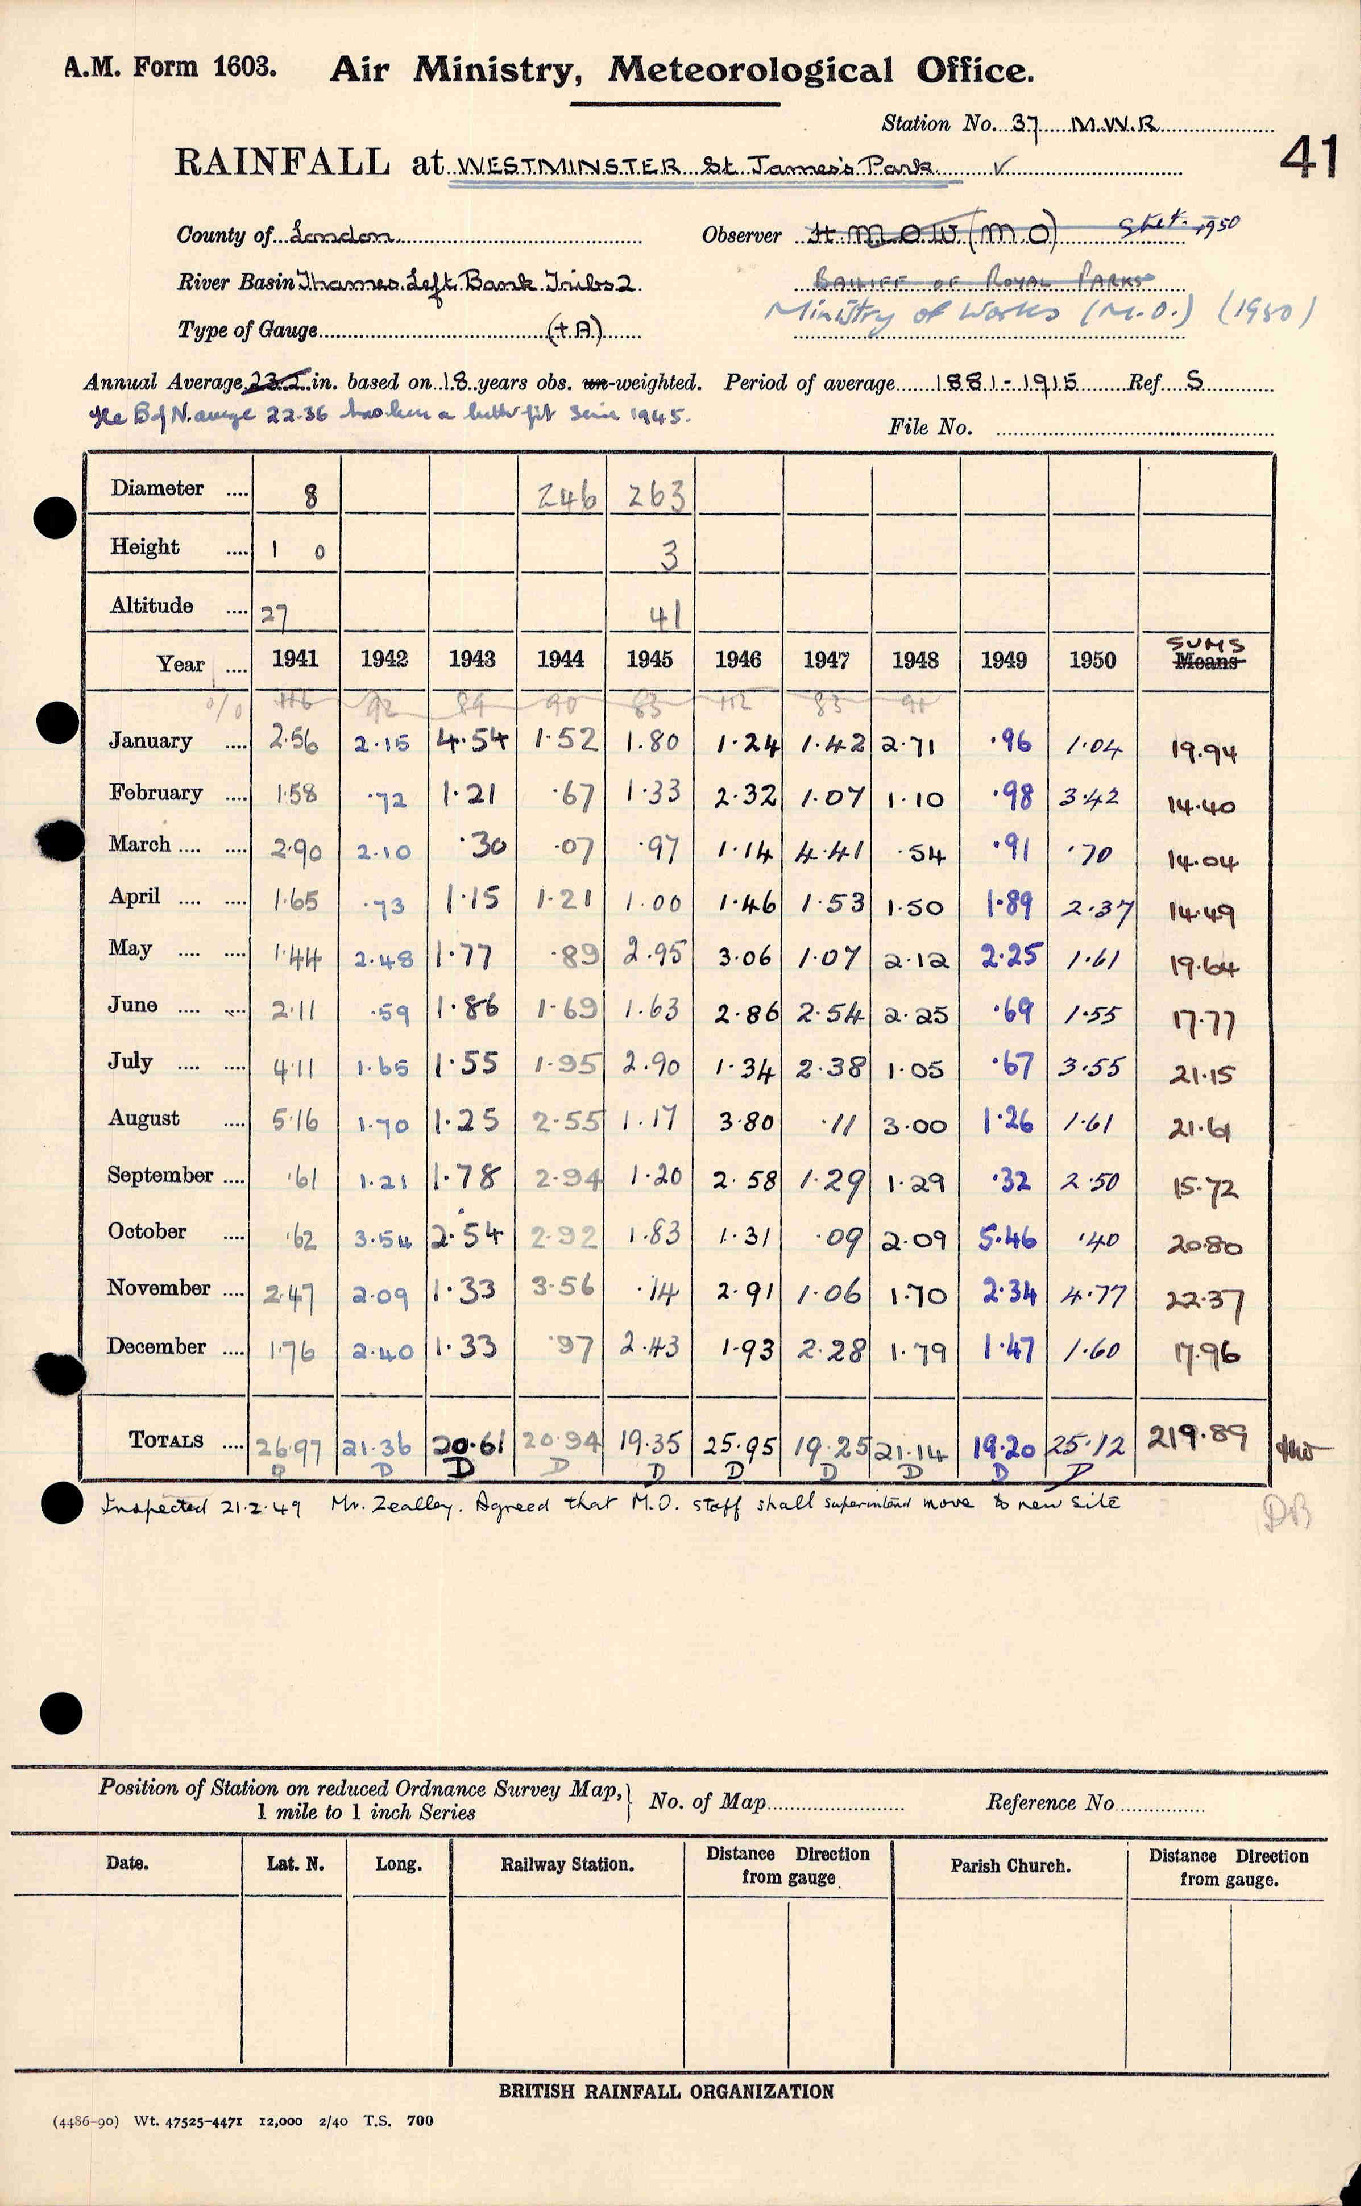 A.M. Form 1603. Air Ministry, Meteorological Office.
Station No. 37 M.W.R
41
RAINFALL at WESTMINSTER St James's Park ✓
County of London
Observer H.M.O.W (M O) Stet. 1950
River Basin Thames Left Bank Tribs 2
BAILIFF OF ROYAL PARKS
Ministry of Works (M.O.) (1950)
Type of Gauge (+A)
Annual Average 23.2 in. based on 18 years obs. un-weighted. Period of average 1881-1915 Ref S
The B of N. average 22.36 has been a better fit since 1945.
File No.
Diameter .... 8 246 263
Height .... 1 0 3
Altitude .... 27 41
SUMS
Year .... 1941 1942 1943 1944 1945 1946 1947 1948 1949 1950 Means
% 116 92 89 90 83 112 83 91
January .... 2.56 2.15 4.54 1.52 1.80 1.24 1.42 2.71 .96 1.04 19.94
February .... 1.58 .72 1.21 .67 1.33 2.32 1.07 1.10 .98 3.42 14.40
March .... .... 2.90 2.10 .30 .07 .97 1.14 4.41 .54 .91 .70 14.04
April .... .... 1.65 .73 1.15 1.21 1.00 1.46 1.53 1.50 1.89 2.37 14.49
May .... .... 1.44 2.48 1.77 .89 2.95 3.06 1.07 2.12 2.25 1.61 19.64
June .... .... 2.11 .59 1.86 1.69 1.63 2.86 2.54 2.25 .69 1.55 17.77
July .... .... 4.11 1.65 1.55 1.95 2.90 1.34 2.38 1.05 .67 3.55 21.15
August .... 5.16 1.70 1.25 2.55 1.17 3.80 .11 3.00 1.26 1.61 21.61
September .... .61 1.21 1.78 2.94 1.20 2.58 1.29 1.29 .32 2.50 15.72
October .... .62 3.54 2.54 2.92 1.83 1.31 .09 2.09 5.46 .40 20.80
November .... 2.47 2.09 1.33 3.56 .14 2.91 1.06 1.70 2.34 4.77 22.37
December .... 1.76 2.40 1.33 .97 2.43 1.93 2.28 1.79 1.47 1.60 17.96
TOTALS .... 26.97 21.36 20.61 20.94 19.35 25.95 19.25 21.14 19.20 25.12 219.89
D D D D D D D D D D
Inspected 21.2.49 Mr. Zealley. Agreed that M.O. staff shall superintend move to new site
DB
Position of Station on reduced Ordnance Survey Map,
1 mile to 1 inch Series
No. of Map
Reference No
Date. Lat. N. Long. Railway Station. Distance from gauge Direction Parish Church. Distance from gauge. Direction
BRITISH RAINFALL ORGANIZATION
(4486-90) Wt. 47525-4471 12,000 2/40 T.S. 700